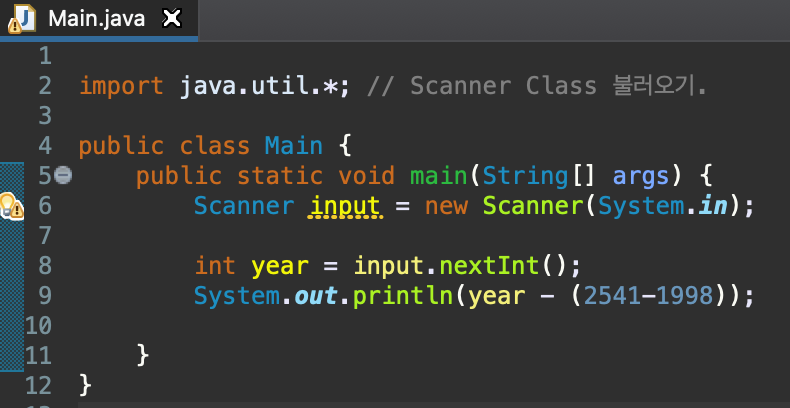 Main.java
1
2 import java.util.*; // Scanner Class 불러오기.
3
4 public class Main {
5 public static void main(String[] args) {
6 Scanner input = new Scanner(System.in);
7
8 int year = input.nextInt();
9 System.out.println(year - (2541-1998));
10
11 }
12 }